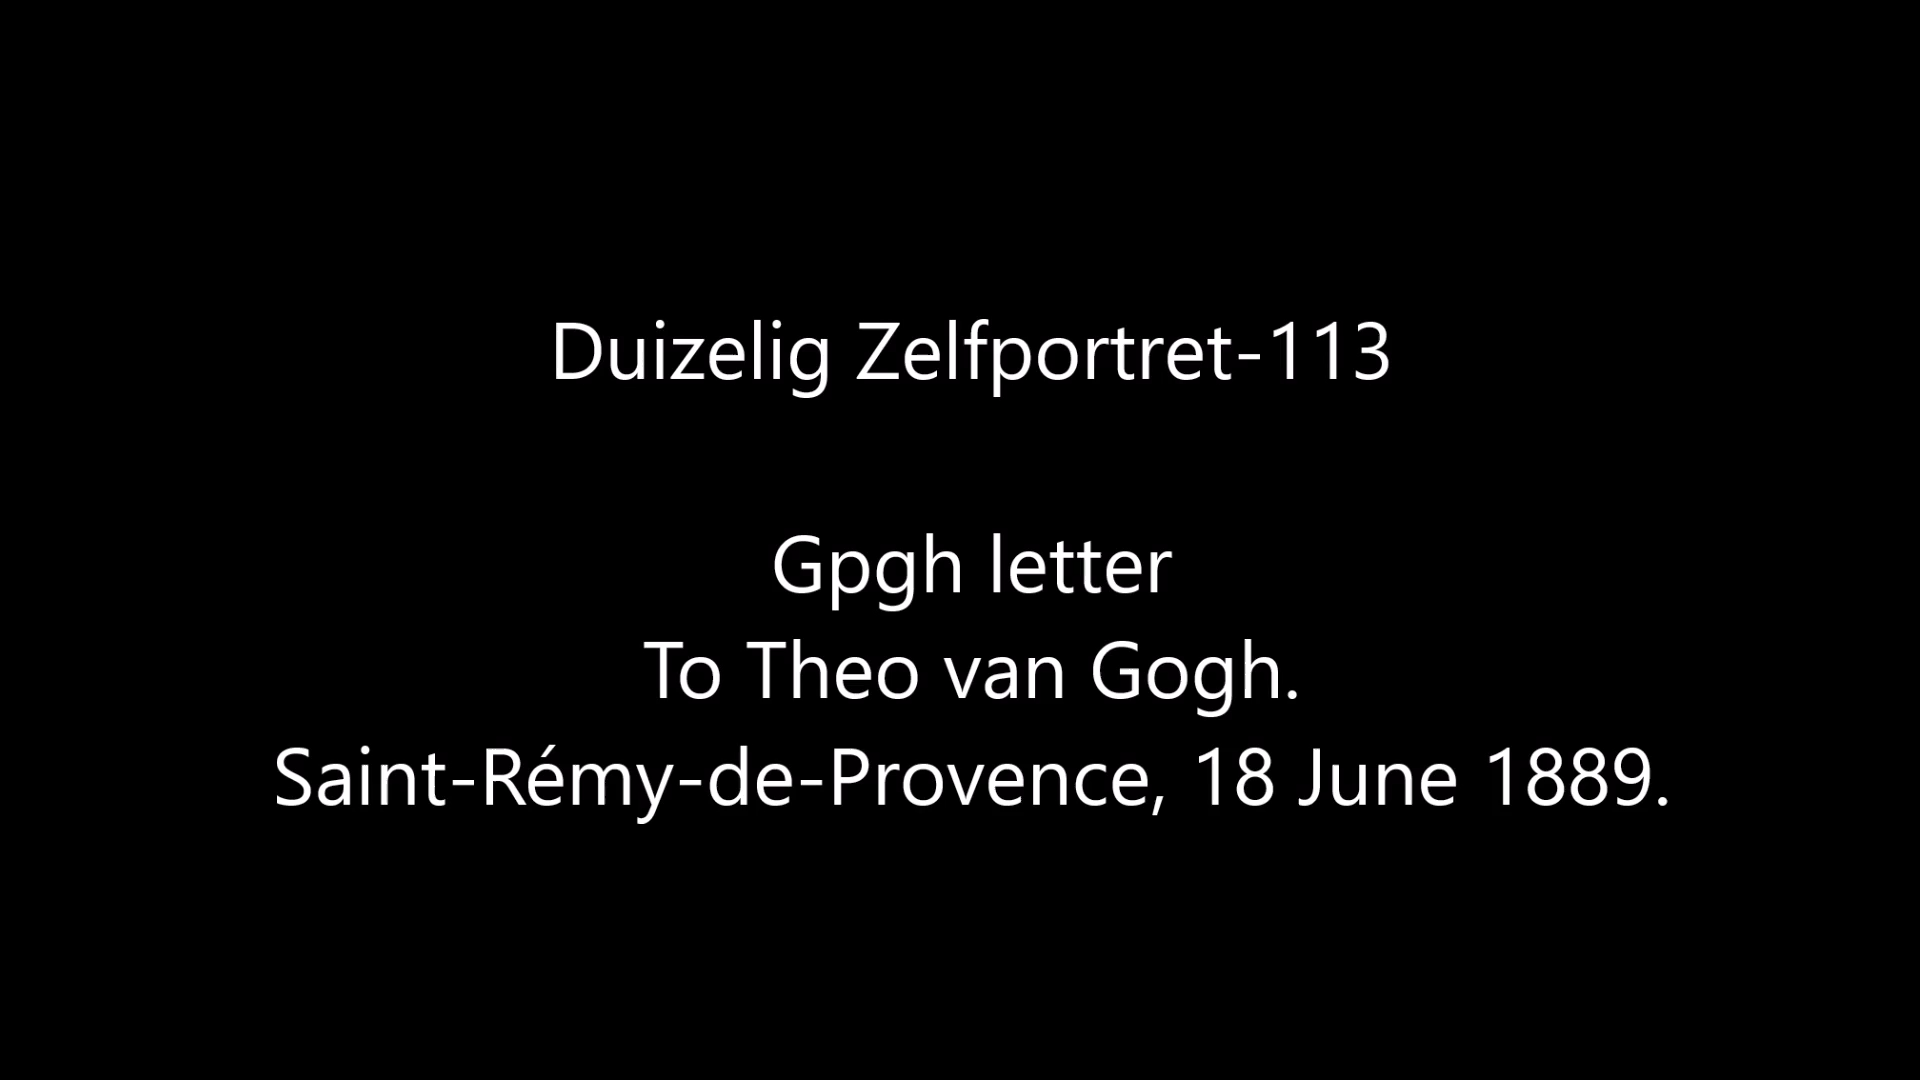 Duizelig Zelfportret-113
Gpgh letter
To Theo van Gogh.
Saint-Rémy-de-Provence, 18 June 1889.